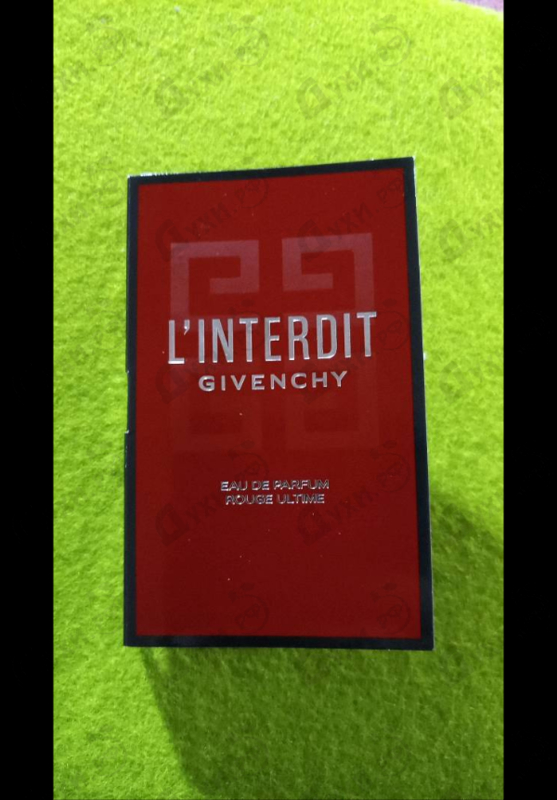 L'INTERDIT
GIVENCHY
EAU DE PARFUM
ROUGE ULTIME